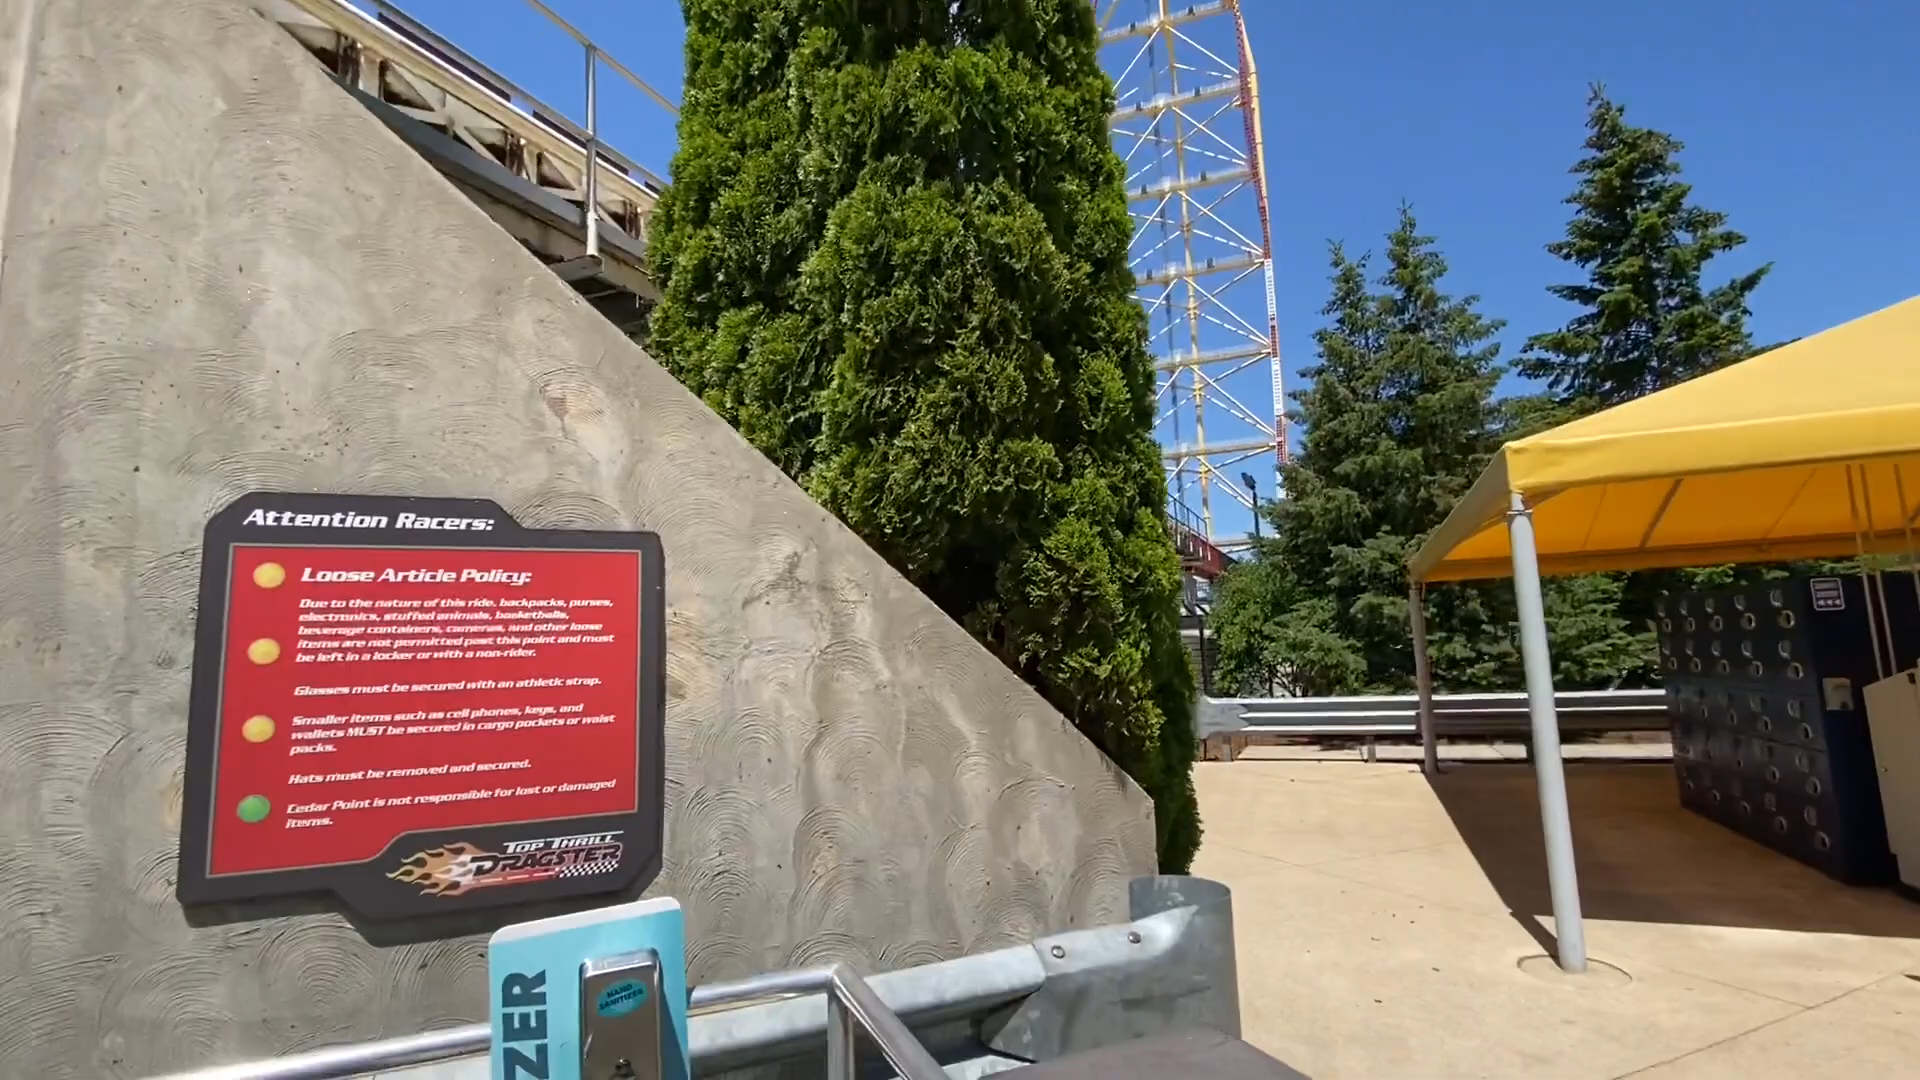 Attention Racers:
Loose Article Policy:
Due to the nature of this ride, backpacks, purses,
electronics, stuffed animals, basketballs,
beverage containers, cameras, and other loose
items are not permitted past this point and must
be left in a locker or with a non-rider.
Glasses must be secured with an athletic strap.
Smaller items such as cell phones, keys, and
wallets MUST be secured in cargo pockets or waist
packs.
Hats must be removed and secured.
Cedar Point is not responsible for lost or damaged
items.
TOP THRILL
DRAGSTER
ZER
HAND
SANITIZER